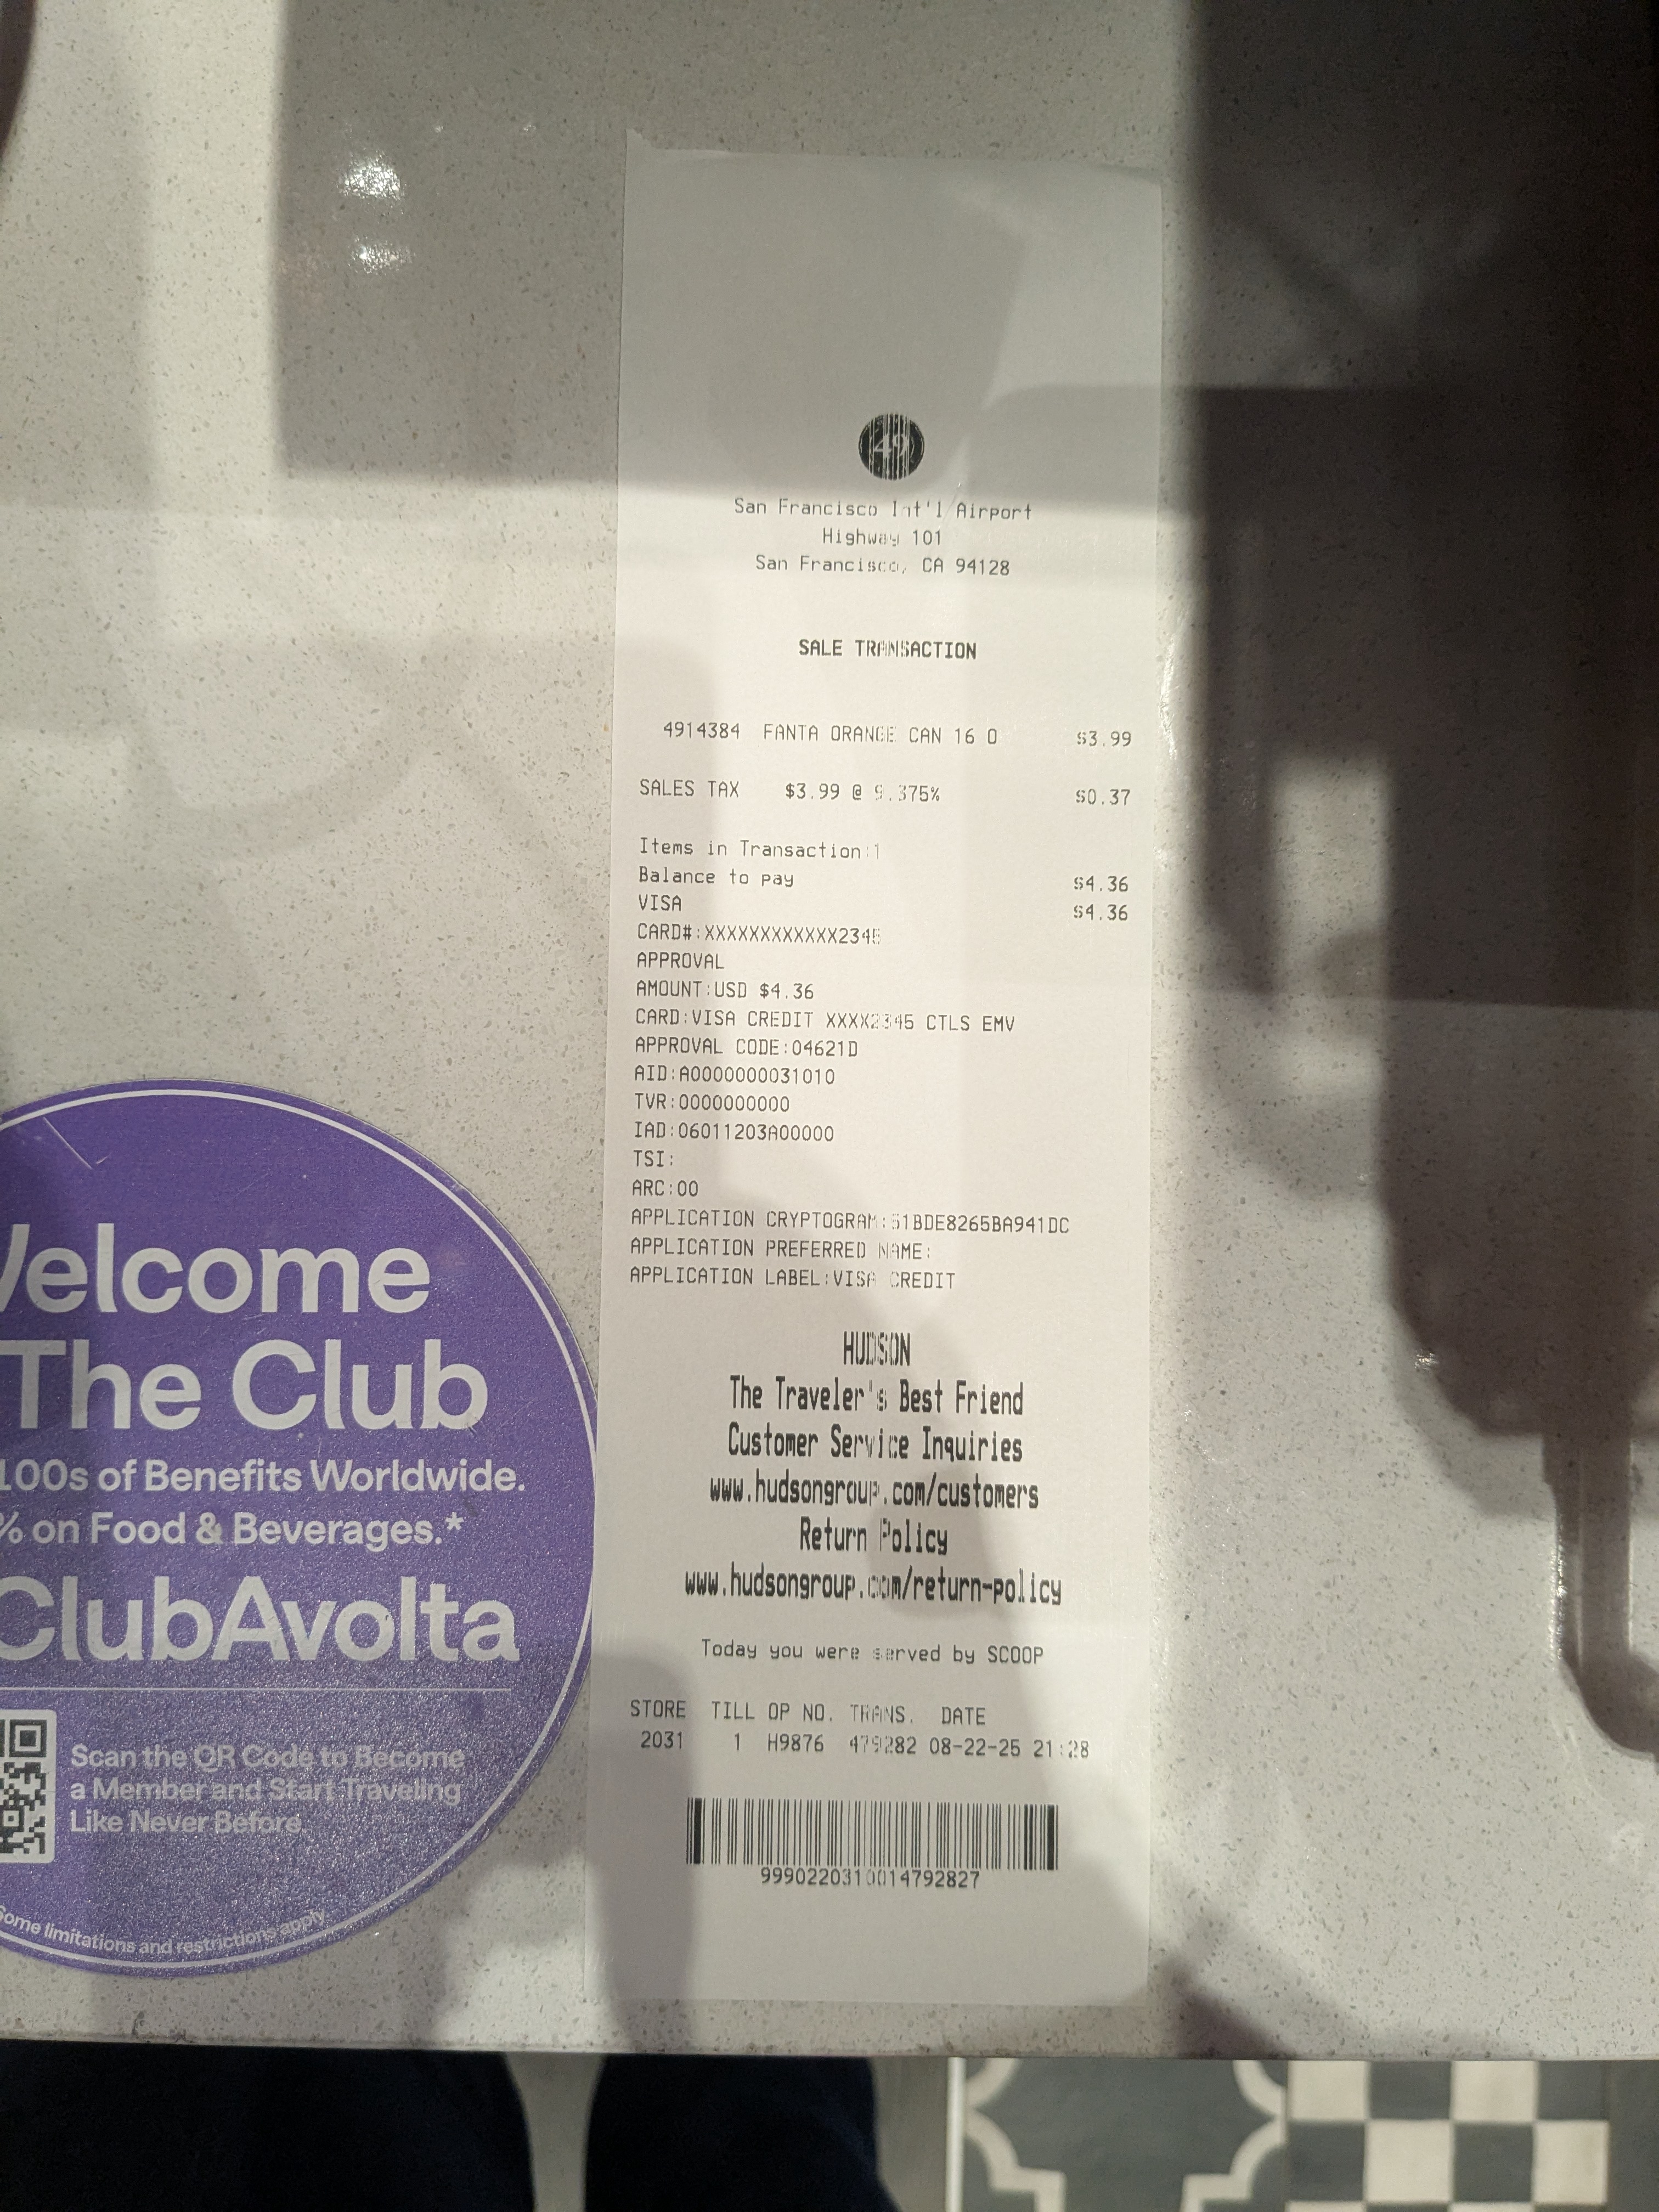 49
San Francisco Int'l Airport
Highway 101
San Francisco, CA 94128
SALE TRANSACTION
4914384 FANTA ORANGE CAN 16 O $3.99
SALES TAX $3.99 @ 9.375% $0.37
Items in Transaction:1
Balance to pay $4.36
VISA $4.36
CARD#:XXXXXXXXXXXX2345
APPROVAL
AMOUNT:USD $4.36
CARD:VISA CREDIT XXXX2345 CTLS EMV
APPROVAL CODE:04621D
AID:A0000000031010
TVR:0000000000
IAD:06011203A00000
TSI:
ARC:00
APPLICATION CRYPTOGRAM:51BDE8265BA941DC
APPLICATION PREFERRED NAME:
APPLICATION LABEL:VISA CREDIT
HUDSON
The Traveler's Best Friend
Customer Service Inquiries
www.hudsongroup.com/customers
Return Policy
www.hudsongroup.com/return-policy
Today you were served by SCOOP
STORE TILL OP NO. TRANS. DATE
2031 1 H9876 479282 08-22-25 21:28
9990220310014792827
Welcome
The Club
100s of Benefits Worldwide.
% on Food & Beverages.*
ClubAvolta
Scan the QR Code to Become
a Member and Start Traveling
Like Never Before.
Some limitations and restrictions apply.